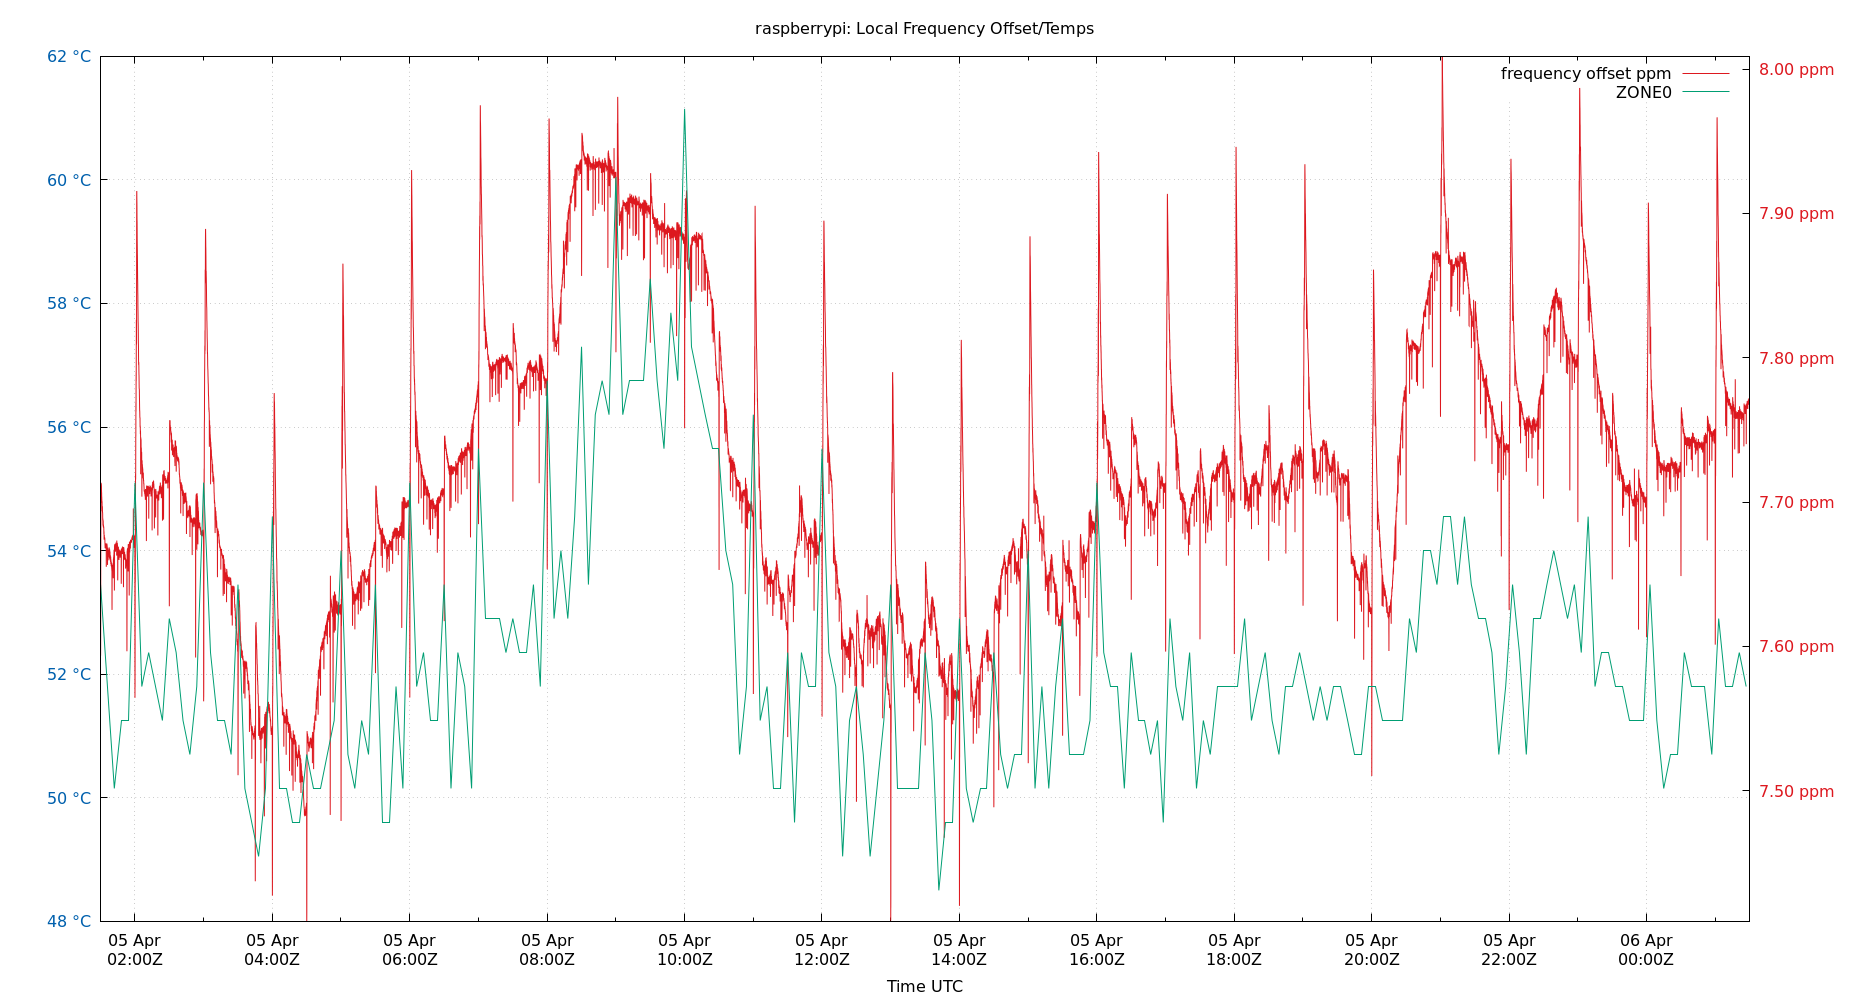 raspberrypi: Local Frequency Offset/Temps
62 °C
60 °C
58 °C
56 °C
54 °C
52 °C
50 °C
48 °C
frequency offset ppm
ZONE0
8.00 ppm
7.90 ppm
7.80 ppm
7.70 ppm
7.60 ppm
7.50 ppm
05 Apr 05 Apr 05 Apr 05 Apr 05 Apr 05 Apr 05 Apr 05 Apr 05 Apr 05 Apr 05 Apr 06 Apr
02:00Z 04:00Z 06:00Z 08:00Z 10:00Z 12:00Z 14:00Z 16:00Z 18:00Z 20:00Z 22:00Z 00:00Z
Time UTC